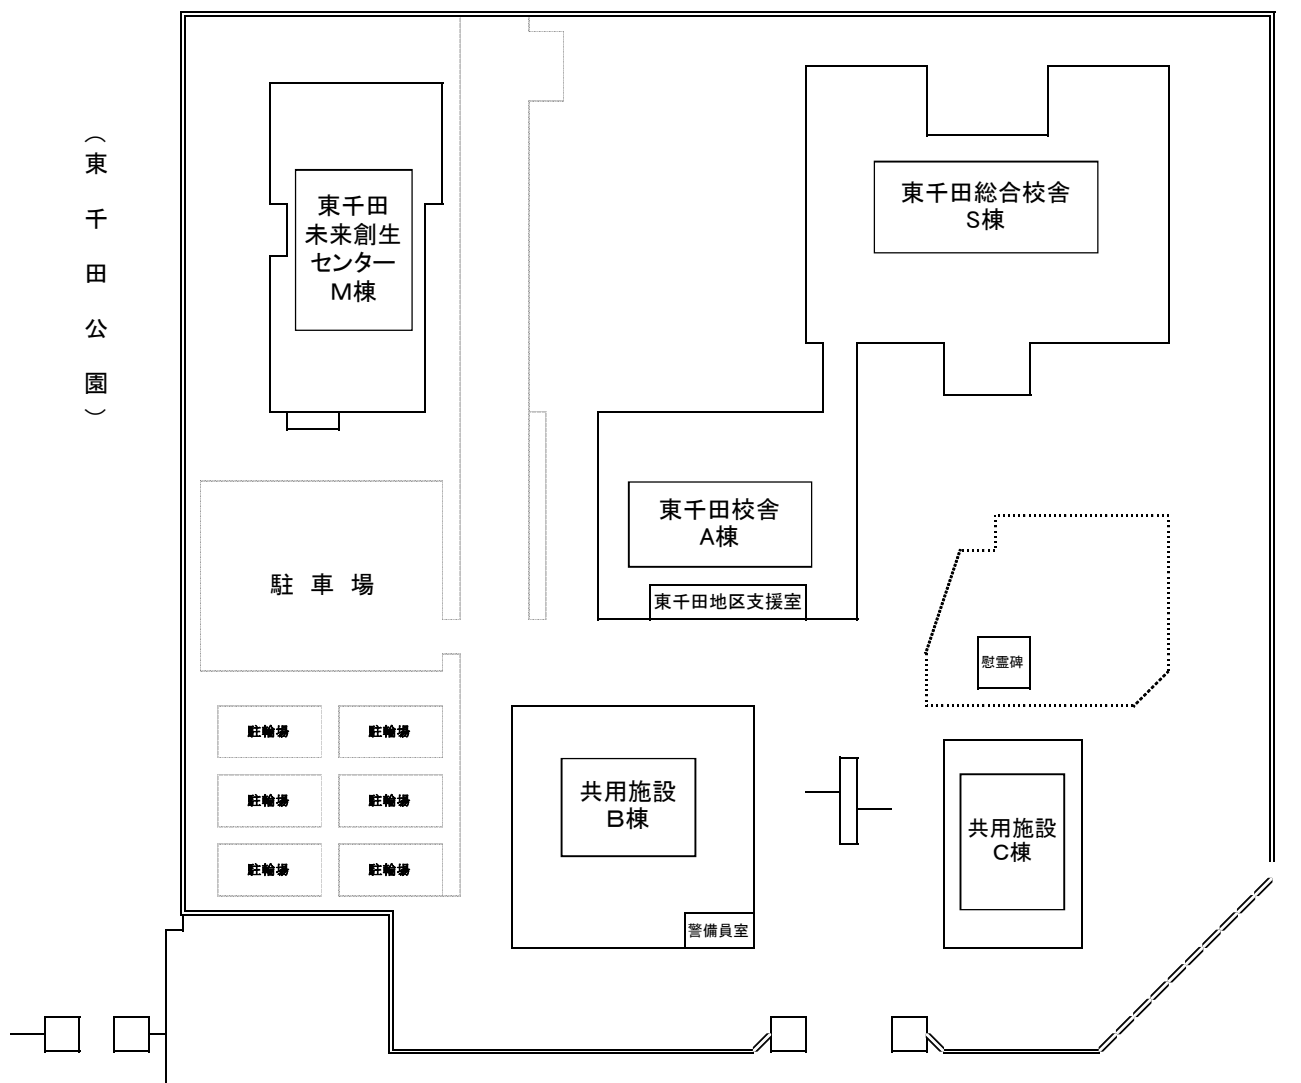 (東千田公園)
東千田
未来創生
センター
M棟
東千田総合校舎
S棟
東千田校舎
A棟
東千田地区支援室
駐車場
慰霊碑
駐輪場
駐輪場
駐輪場
駐輪場
駐輪場
駐輪場
共用施設
B棟
警備員室
共用施設
C棟